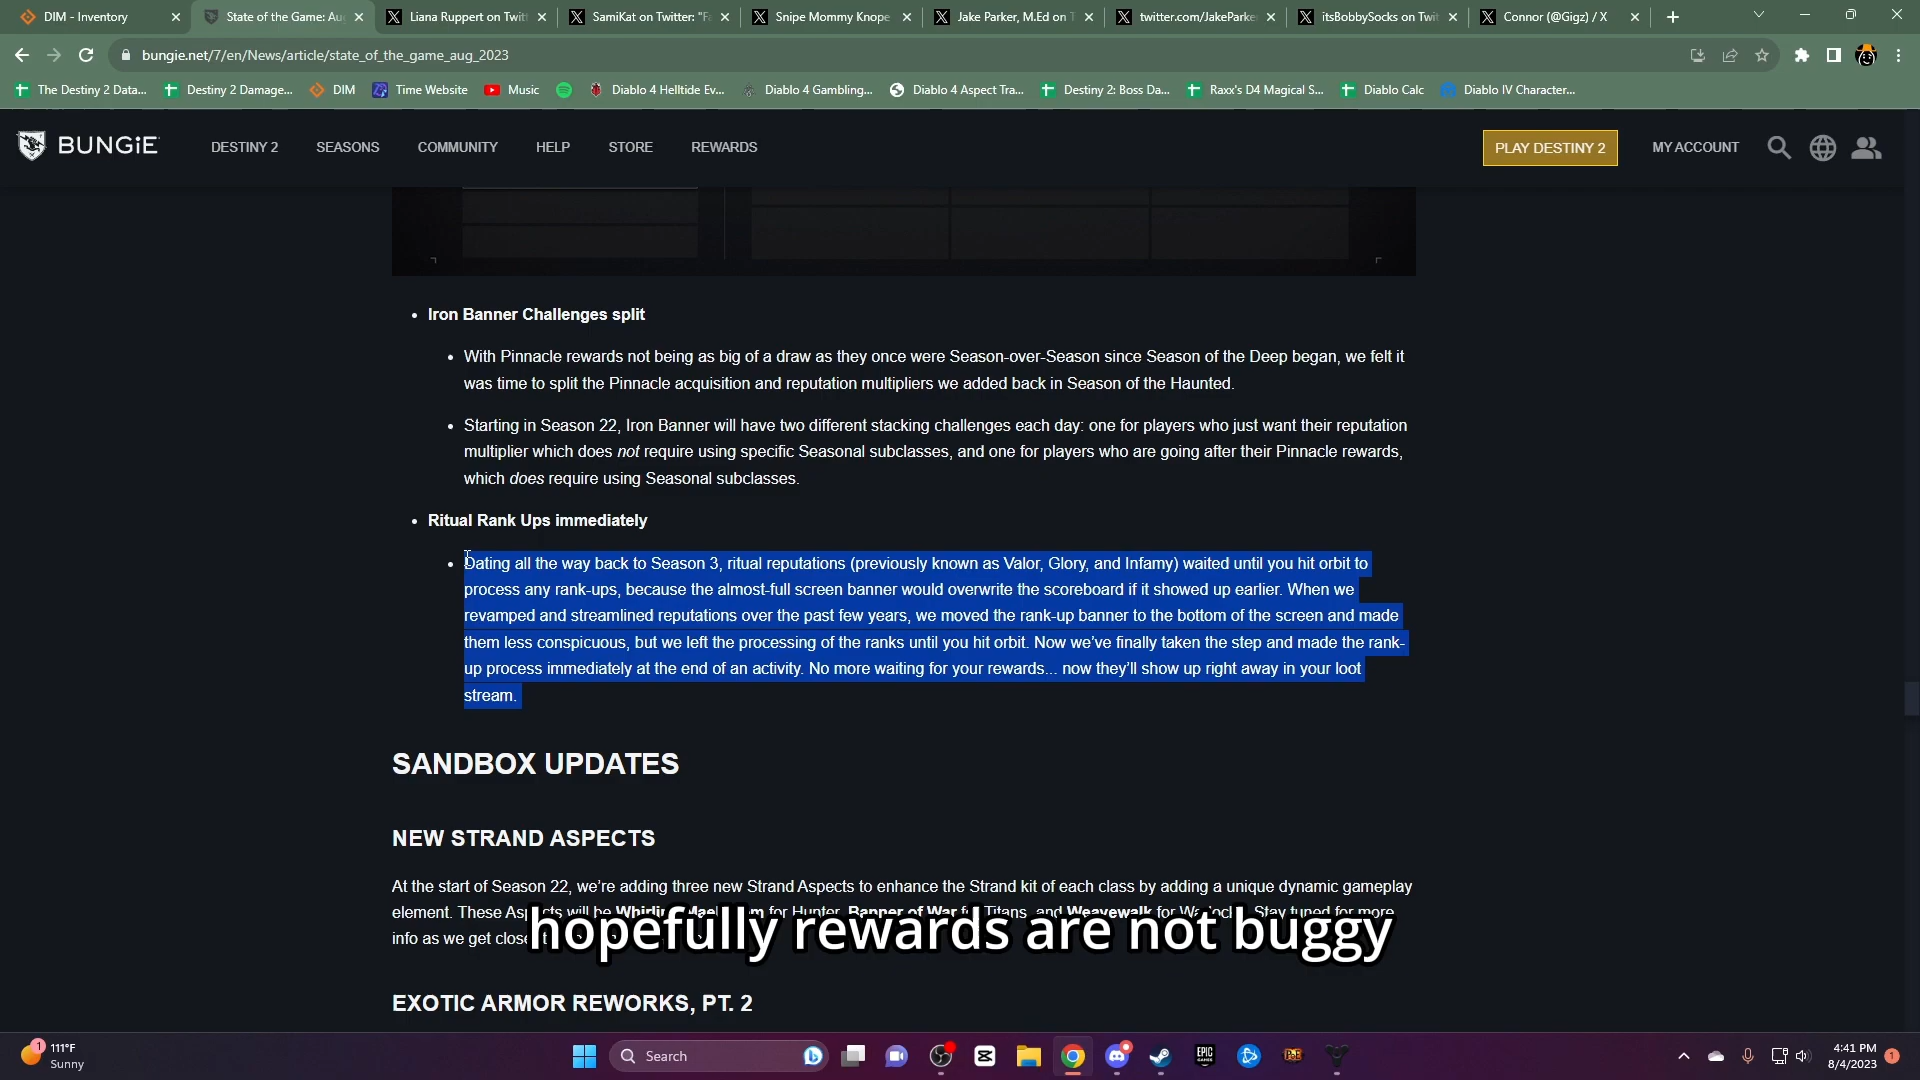 DIM - Inventory
State of the Game: Au
Liana Ruppert on Twit
SamiKat on Twitter: "Fa
Snipe Mommy Knope
Jake Parker, M.Ed on T
twitter.com/JakeParke
itsBobbySocks on Twit
Connor (@Gigz) / X
bungie.net/7/en/News/article/state_of_the_game_aug_2023
The Destiny 2 Data...
Destiny 2 Damage...
DIM
Time Website
Music
Diablo 4 Helltide Ev...
Diablo 4 Gambling...
Diablo 4 Aspect Tra...
Destiny 2: Boss Da...
Raxx's D4 Magical S...
Diablo Calc
Diablo IV Character...
BUNGiE
DESTINY 2
SEASONS
COMMUNITY
HELP
STORE
REWARDS
PLAY DESTINY 2
MY ACCOUNT
• Iron Banner Challenges split
• With Pinnacle rewards not being as big of a draw as they once were Season-over-Season since Season of the Deep began, we felt it
was time to split the Pinnacle acquisition and reputation multipliers we added back in Season of the Haunted.
• Starting in Season 22, Iron Banner will have two different stacking challenges each day: one for players who just want their reputation
multiplier which does not require using specific Seasonal subclasses, and one for players who are going after their Pinnacle rewards,
which does require using Seasonal subclasses.
• Ritual Rank Ups immediately
• Dating all the way back to Season 3, ritual reputations (previously known as Valor, Glory, and Infamy) waited until you hit orbit to
process any rank-ups, because the almost-full screen banner would overwrite the scoreboard if it showed up earlier. When we
revamped and streamlined reputations over the past few years, we moved the rank-up banner to the bottom of the screen and made
them less conspicuous, but we left the processing of the ranks until you hit orbit. Now we've finally taken the step and made the rank-
up process immediately at the end of an activity. No more waiting for your rewards... now they'll show up right away in your loot
stream.
SANDBOX UPDATES
NEW STRAND ASPECTS
At the start of Season 22, we're adding three new Strand Aspects to enhance the Strand kit of each class by adding a unique dynamic gameplay
element. These Aspects will be for Hunter, Banner of War for Titans, and Weavewalk for Warlocks. Stay tuned for more
info as we get close
hopefully rewards are not buggy
EXOTIC ARMOR REWORKS, PT. 2
1
111°F
Sunny
Search
EPIC
GAMES
PoE
4:41 PM
8/4/2023
1